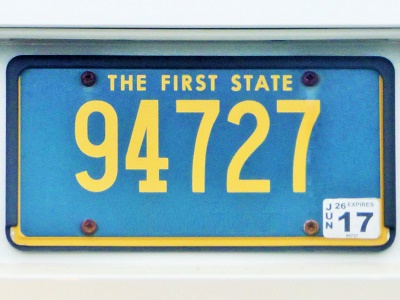 THE FIRST STATE
94727
JUN
26 EXPIRES
17